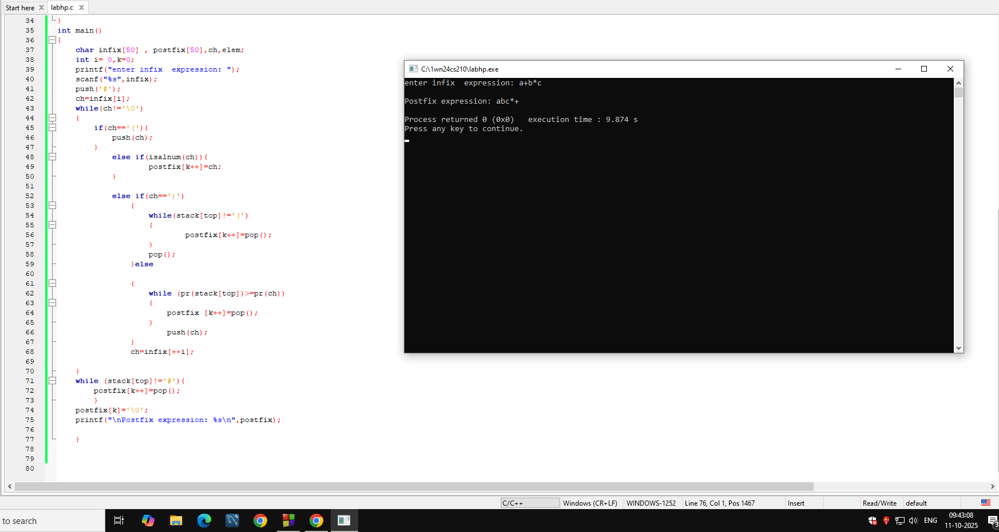 Start here
labhp.c
34 }
35 int main()
36 {
37 char infix[50] , postfix[50],ch,elem;
38 int i= 0,k=0;
39 printf("enter infix  expression: ");
40 scanf("%s",infix);
41 push('#');
42 ch=infix[i];
43 while(ch!='\0')
44 {
45 if(ch=='('){
46 push(ch);
47 }
48 else if(isalnum(ch)){
49 postfix[k++]=ch;
50 }
51
52 else if(ch==')')
53 {
54 while(stack[top]!='(')
55 {
56 postfix[k++]=pop();
57 }
58 pop();
59 }else
60
61 {
62 while (pr(stack[top])>=pr(ch))
63 {
64 postfix [k++]=pop();
65 }
66 push(ch);
67 }
68 ch=infix[++i];
69
70 }
71 while (stack[top]!='#'){
72 postfix[k++]=pop();
73 }
74 postfix[k]='\0';
75 printf("\nPostfix expression: %s\n",postfix);
76
77 }
78
79
80
C:\1wn24cs210\labhp.exe
enter infix  expression: a+b*c
Postfix expression: abc*+
Process returned 0 (0x0)   execution time : 9.874 s
Press any key to continue.
C/C++ Windows (CR+LF) WINDOWS-1252 Line 76, Col 1, Pos 1467 Insert Read/Write default
to search
ENG
09:43:08
11-10-2025
3